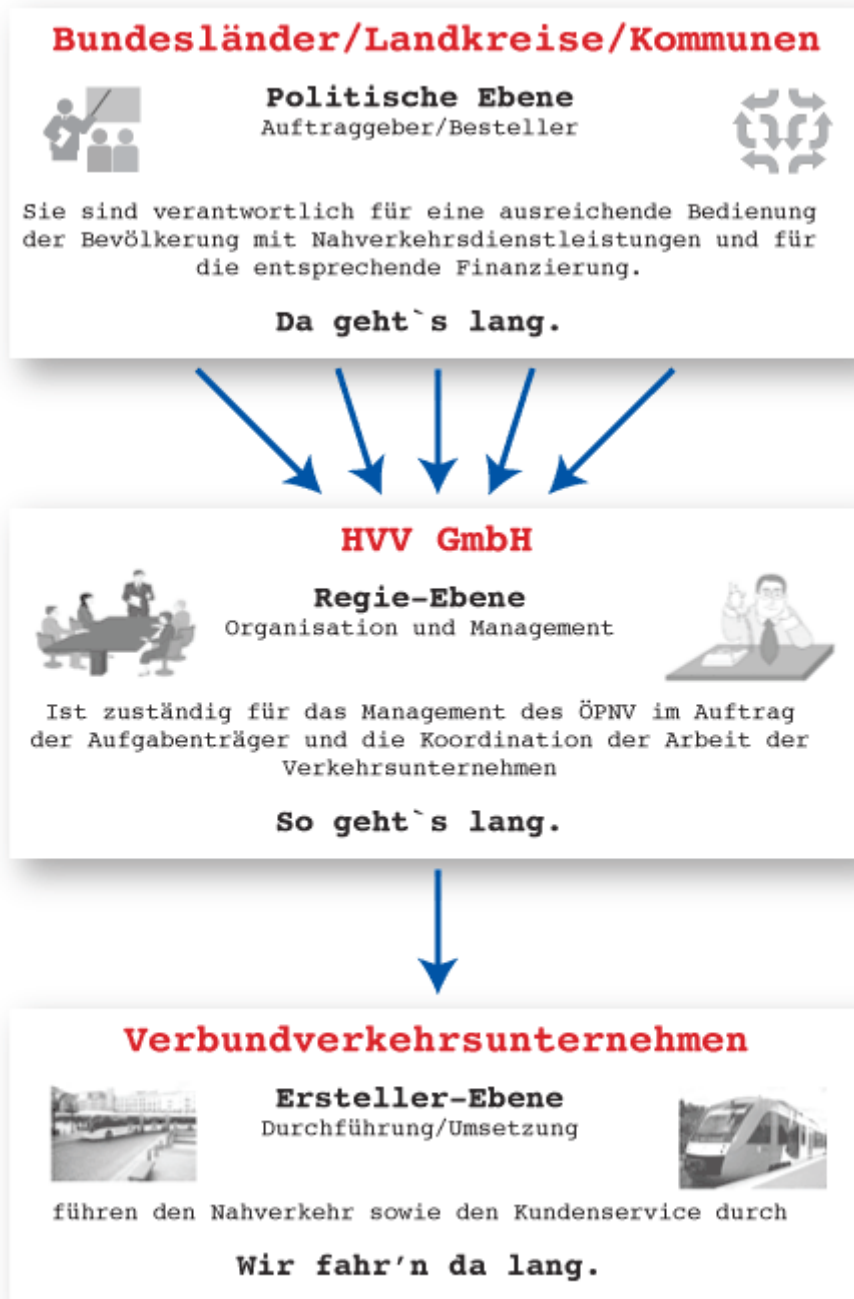 Bundesländer/Landkreise/Kommunen
Politische Ebene
Auftraggeber/Besteller
Sie sind verantwortlich für eine ausreichende Bedienung
der Bevölkerung mit Nahverkehrsdienstleistungen und für
die entsprechende Finanzierung.
Da geht`s lang.
HVV GmbH
Regie-Ebene
Organisation und Management
Ist zuständig für das Management des ÖPNV im Auftrag
der Aufgabenträger und die Koordination der Arbeit der
Verkehrsunternehmen
So geht`s lang.
Verbundverkehrsunternehmen
Ersteller-Ebene
Durchführung/Umsetzung
führen den Nahverkehr sowie den Kundenservice durch
Wir fahr’n da lang.